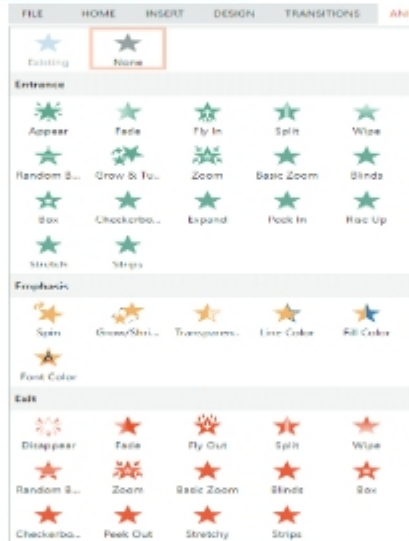 FILE HOME INSERT DESIGN TRANSITIONS AN
Existing None
Entrance
Appear Fade Fly In Split Wipe
Random B... Grow & Tu... Zoom Basic Zoom Blinds
Box Checkerbo... Expand Peek In Rise Up
Stretch Strips
Emphasis
Spin Grow/Shri... Transparen... Line Color Fill Color
Font Color
Exit
Disappear Fade Fly Out Split Wipe
Random B... Zoom Basic Zoom Blinds Box
Checkerbo... Peek Out Stretchy Strips